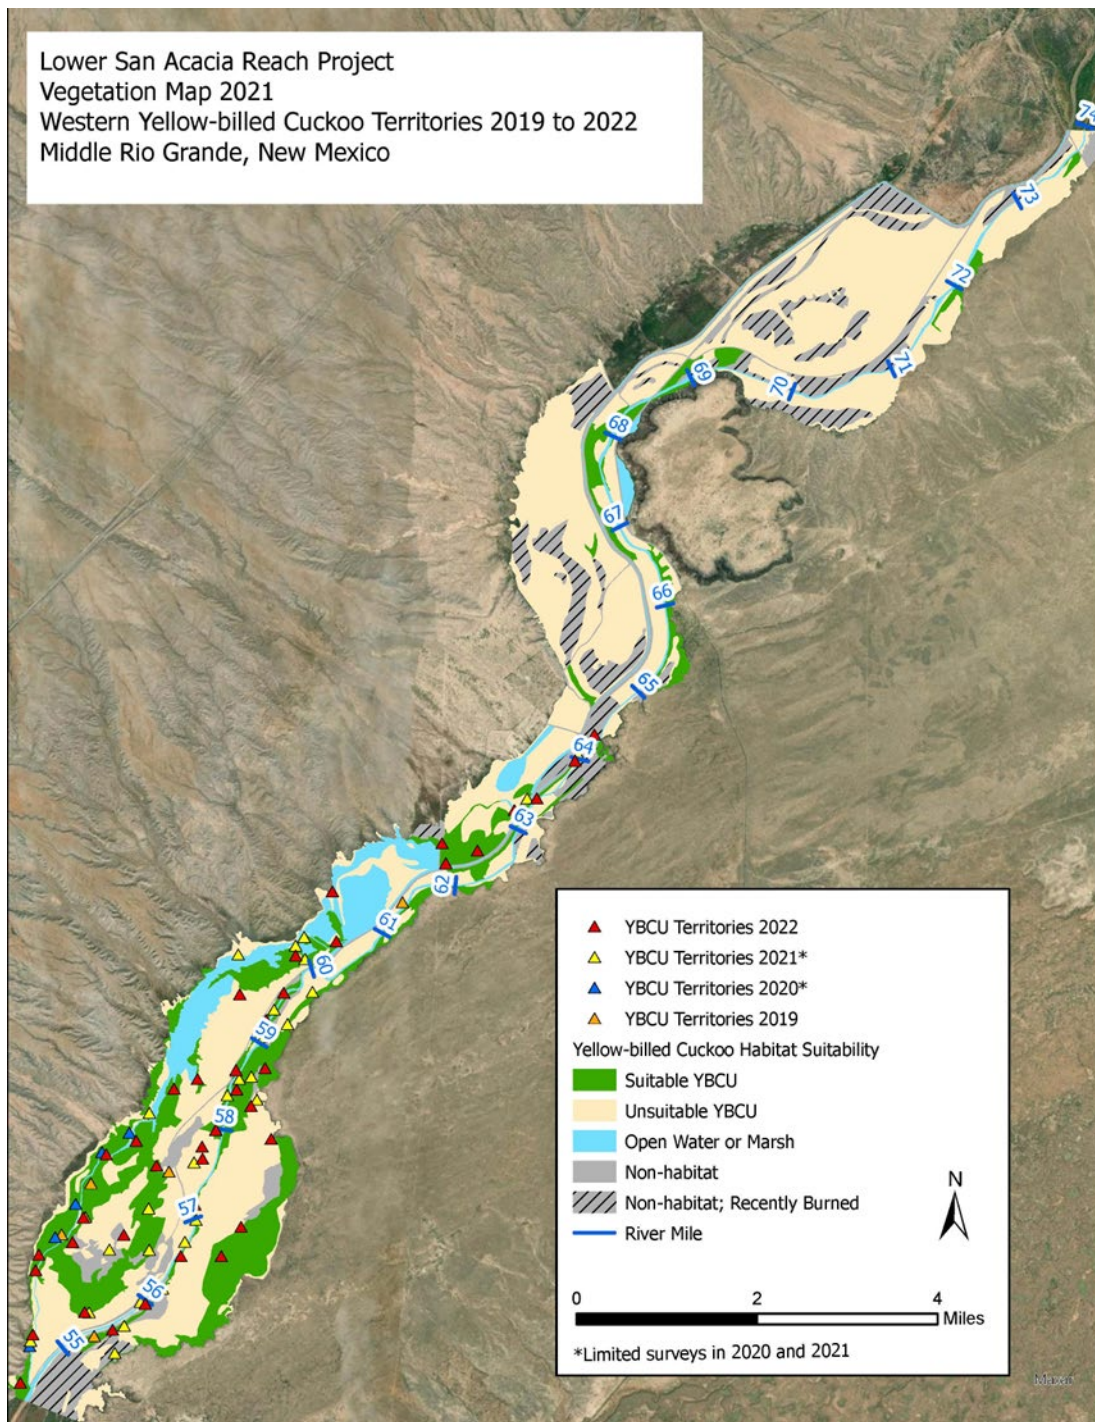 Lower San Acacia Reach Project
Vegetation Map 2021
Western Yellow-billed Cuckoo Territories 2019 to 2022
Middle Rio Grande, New Mexico
74
73
72
71
70
69
68
67
66
65
64
63
62
61
60
59
58
57
56
55
YBCU Territories 2022
YBCU Territories 2021*
YBCU Territories 2020*
YBCU Territories 2019
Yellow-billed Cuckoo Habitat Suitability
Suitable YBCU
Unsuitable YBCU
Open Water or Marsh
Non-habitat
Non-habitat; Recently Burned
River Mile
N
0 2 4
Miles
*Limited surveys in 2020 and 2021
Maxar